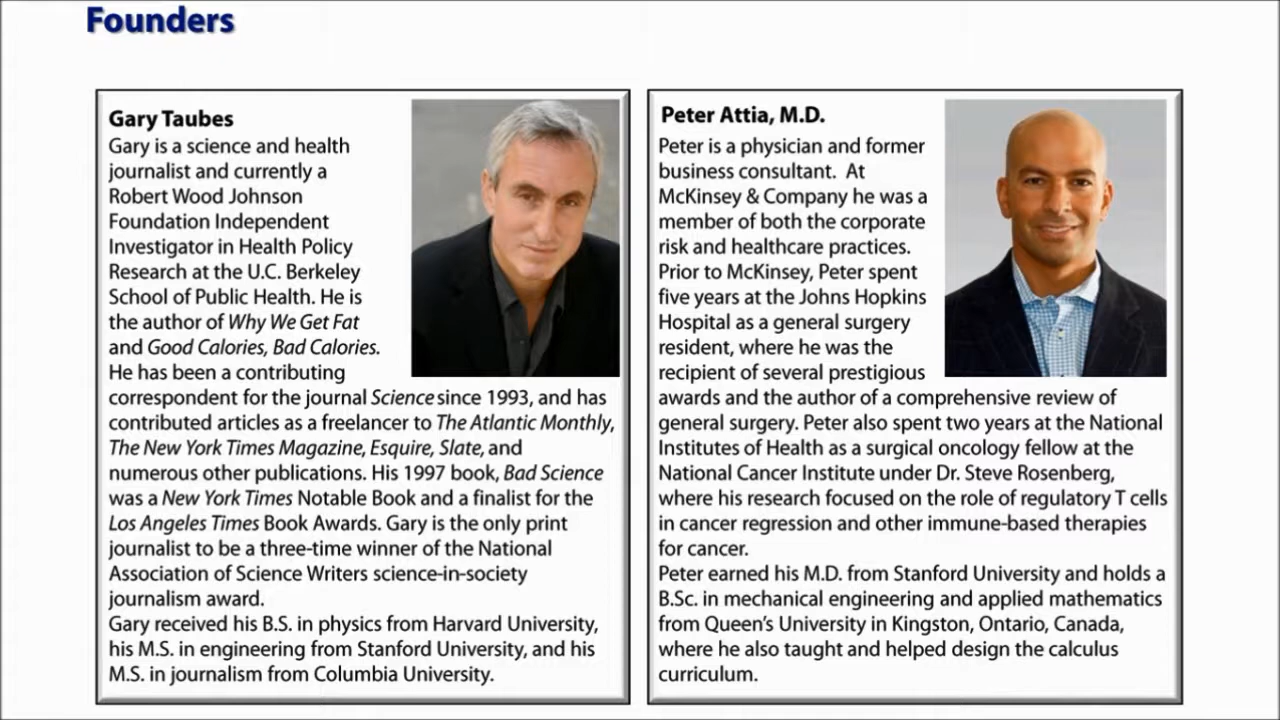 Founders
Gary Taubes
Gary is a science and health
journalist and currently a
Robert Wood Johnson
Foundation Independent
Investigator in Health Policy
Research at the U.C. Berkeley
School of Public Health. He is
the author of Why We Get Fat
and Good Calories, Bad Calories.
He has been a contributing
correspondent for the journal Science since 1993, and has
contributed articles as a freelancer to The Atlantic Monthly,
The New York Times Magazine, Esquire, Slate, and
numerous other publications. His 1997 book, Bad Science
was a New York Times Notable Book and a finalist for the
Los Angeles Times Book Awards. Gary is the only print
journalist to be a three-time winner of the National
Association of Science Writers science-in-society
journalism award.
Gary received his B.S. in physics from Harvard University,
his M.S. in engineering from Stanford University, and his
M.S. in journalism from Columbia University.
Peter Attia, M.D.
Peter is a physician and former
business consultant. At
McKinsey & Company he was a
member of both the corporate
risk and healthcare practices.
Prior to McKinsey, Peter spent
five years at the Johns Hopkins
Hospital as a general surgery
resident, where he was the
recipient of several prestigious
awards and the author of a comprehensive review of
general surgery. Peter also spent two years at the National
Institutes of Health as a surgical oncology fellow at the
National Cancer Institute under Dr. Steve Rosenberg,
where his research focused on the role of regulatory T cells
in cancer regression and other immune-based therapies
for cancer.
Peter earned his M.D. from Stanford University and holds a
B.Sc. in mechanical engineering and applied mathematics
from Queen's University in Kingston, Ontario, Canada,
where he also taught and helped design the calculus
curriculum.